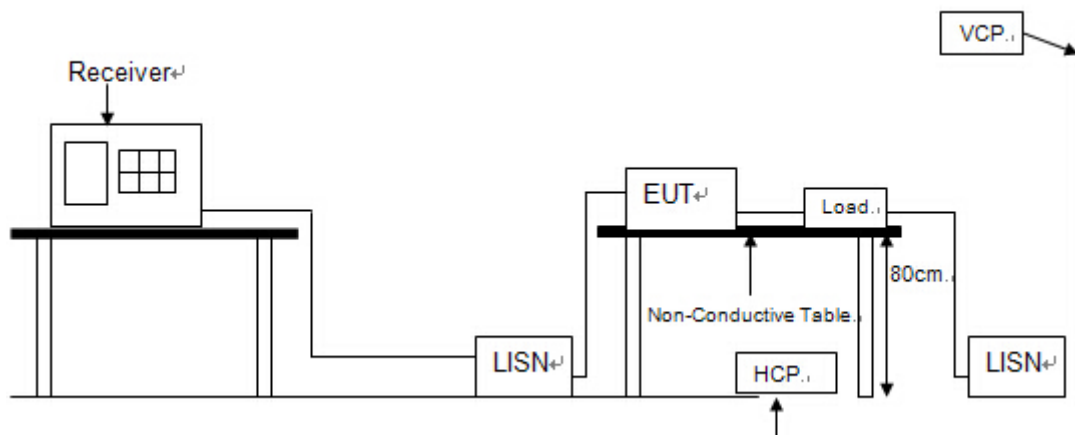 VCP.
Receiver↵
EUT↵
Load.
80cm.
Non-Conductive Table.
LISN↵
HCP.
LISN↵